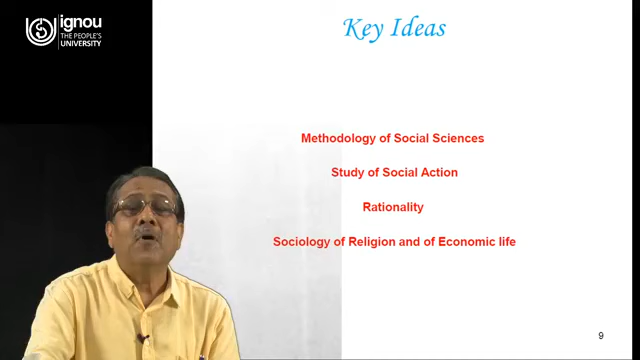 ignou
THE PEOPLE'S
UNIVERSITY
Key Ideas
Methodology of Social Sciences
Study of Social Action
Rationality
Sociology of Religion and of Economic life
9